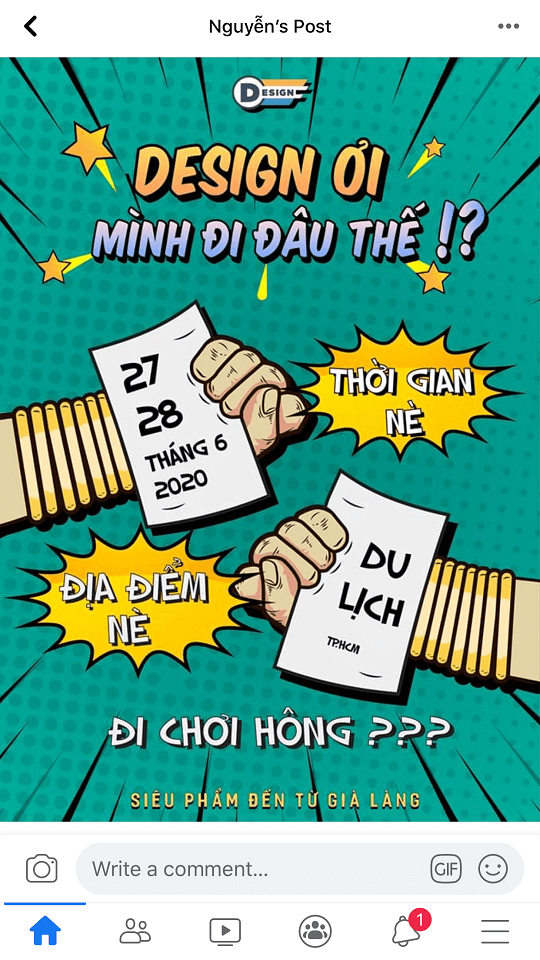 Nguyễn's Post
DESIGN
DESIGN ƠI
MÌNH ĐI ĐÂU THẾ !?
27
28
THÁNG 6
2020
THỜI GIAN
NÈ
ĐỊA ĐIỂM
NÈ
DU
LỊCH
TP.HCM
ĐI CHƠI HÔNG ???
SIÊU PHẨM ĐẾN TỪ GIÀ LÀNG
Write a comment...
GIF
1